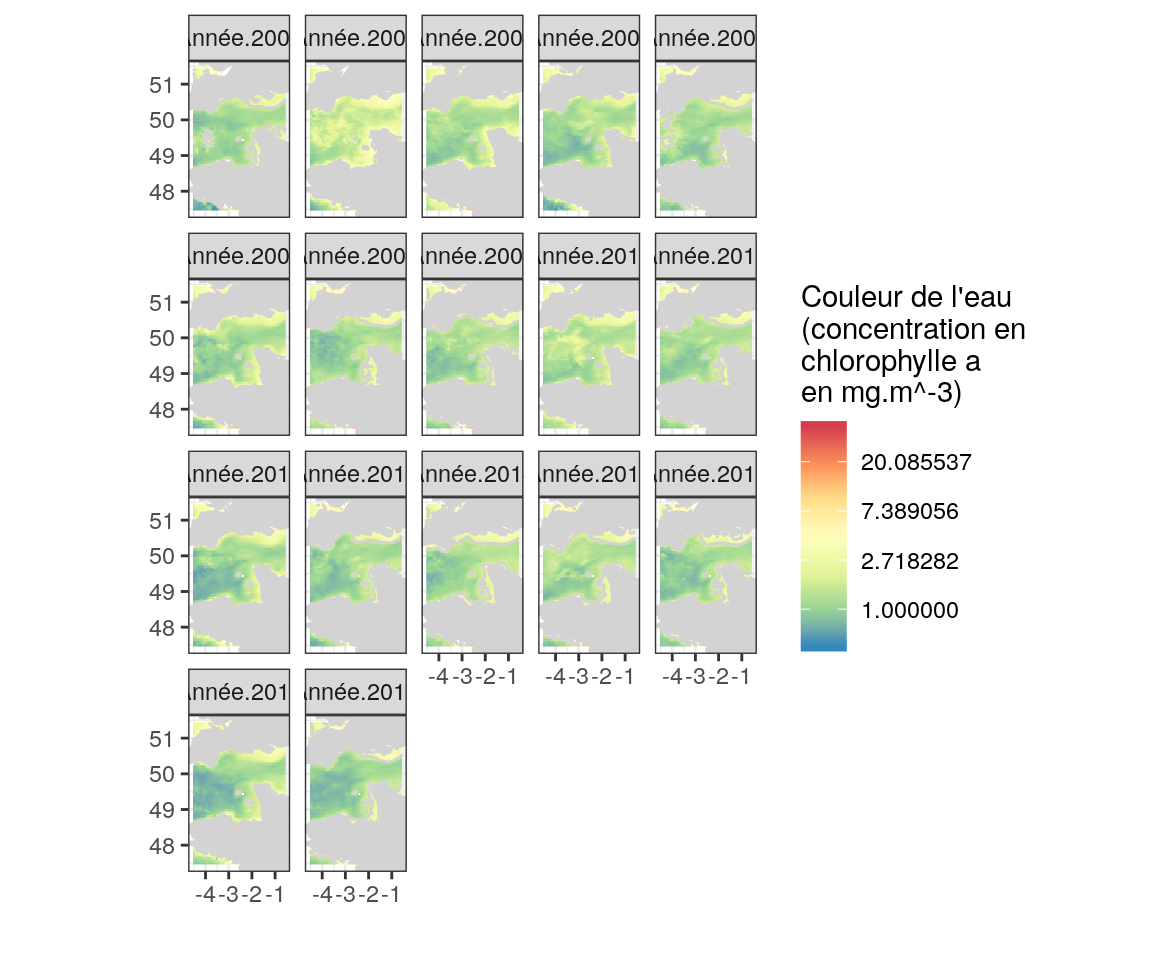 Année.200 Année.200 Année.200 Année.200 Année.200
51
50
49
48
Année.200 Année.200 Année.200 Année.201 Année.201
51
50
49
48
Année.201 Année.201 Année.201 Année.201 Année.201
51
50
49
48
-4 -3 -2 -1 -4 -3 -2 -1 -4 -3 -2 -1
Année.201 Année.201
51
50
49
48
-4 -3 -2 -1 -4 -3 -2 -1
Couleur de l'eau
(concentration en
chlorophylle a
en mg.m^-3)
20.085537
7.389056
2.718282
1.000000